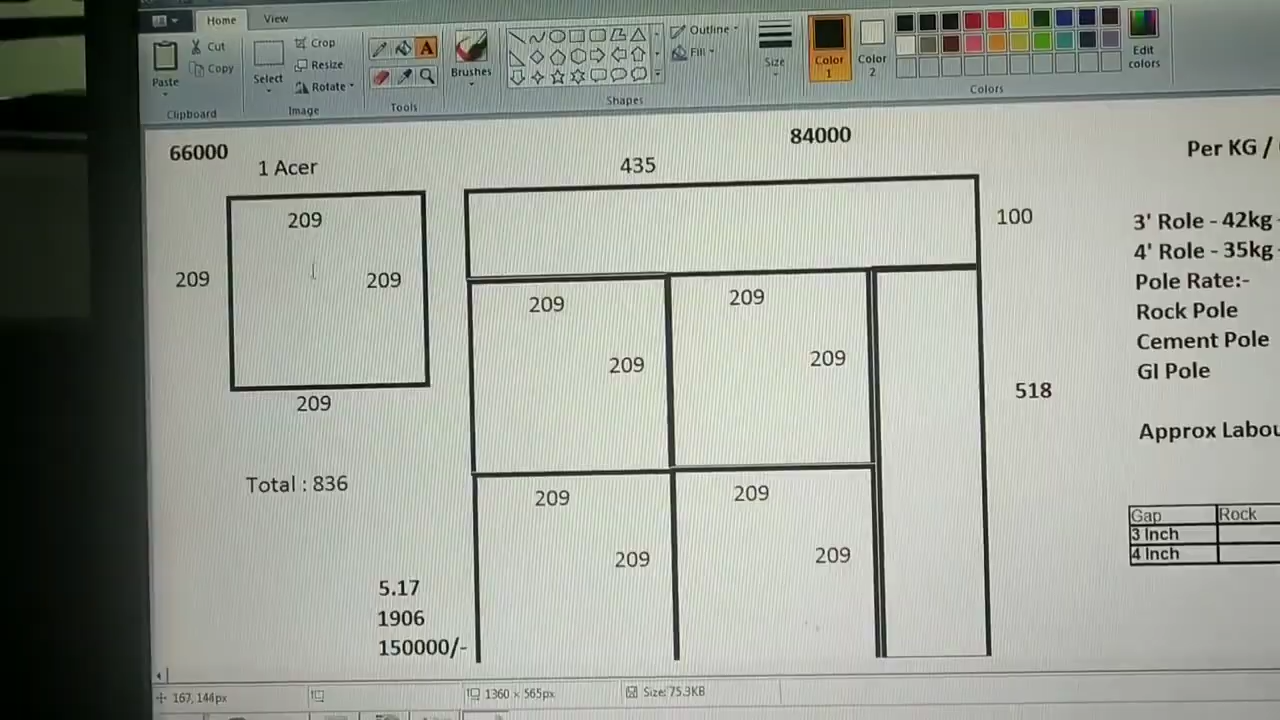 Home
View
Cut
Copy
Paste
Clipboard
Crop
Resize
Rotate
Select
Image
A
Tools
Brushes
Shapes
Outline
Fill
Size
Color 1
Color 2
Edit colors
Colors
66000
1 Acer
209
209
209
209
Total : 836
5.17
1906
150000/-
84000
435
100
209
209
209
209
518
209
209
209
209
Per KG /
3' Role - 42kg
4' Role - 35kg
Pole Rate:-
Rock Pole
Cement Pole
GI Pole
Approx Labou
Gap Rock
3 Inch
4 Inch
167, 144px
1360 × 565px
Size: 75.3KB